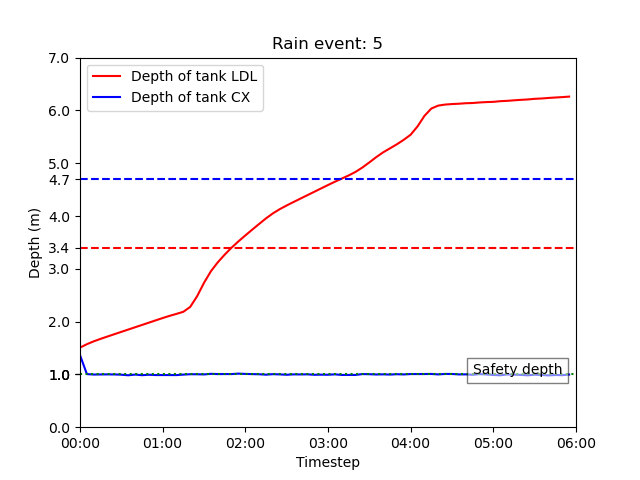 Rain event: 5
Depth of tank LDL
Depth of tank CX
7.0
6.0
5.0
4.7
4.0
3.4
3.0
2.0
1.0
1.0
0.0
Depth (m)
Safety depth
00:00 01:00 02:00 03:00 04:00 05:00 06:00
Timestep